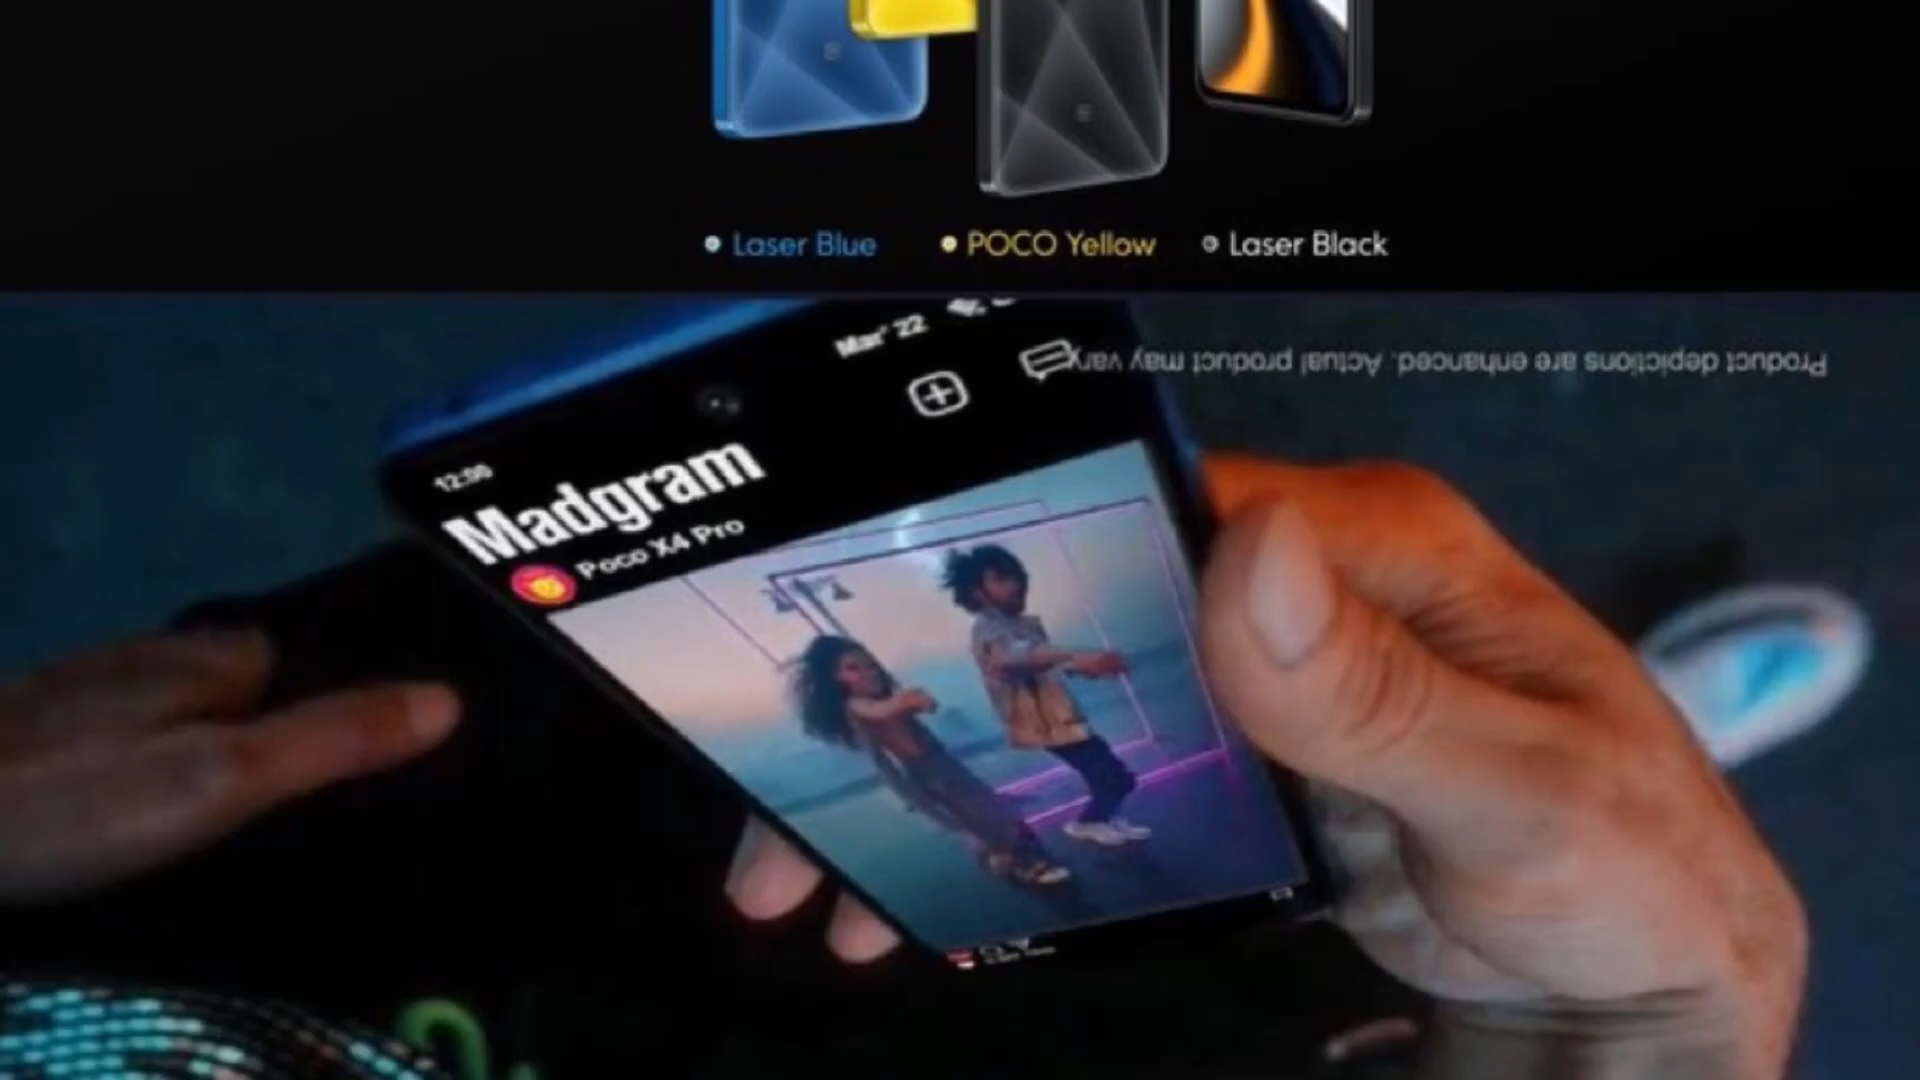 Laser Blue
POCO Yellow
Laser Black
Mar' 22
Product depictions are enhanced. Actual product may vary
12:00
Madgram
Poco X4 Pro